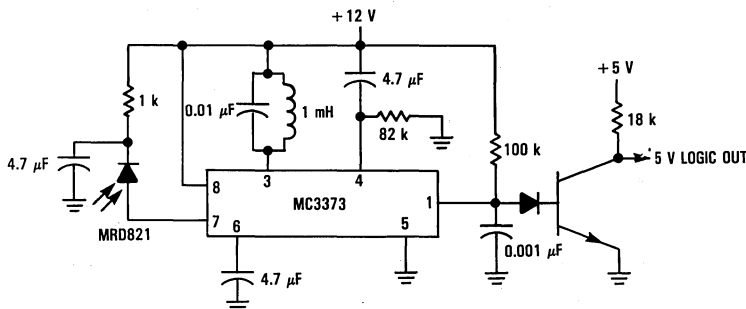 + 12 V
+ 5 V
1 k
0.01 µF
1 mH
4.7 µF
82 k
100 k
18 k
5 V LOGIC OUT
4.7 µF
MRD821
8
7
3
4
MC3373
1
6
5
4.7 µF
0.001 µF